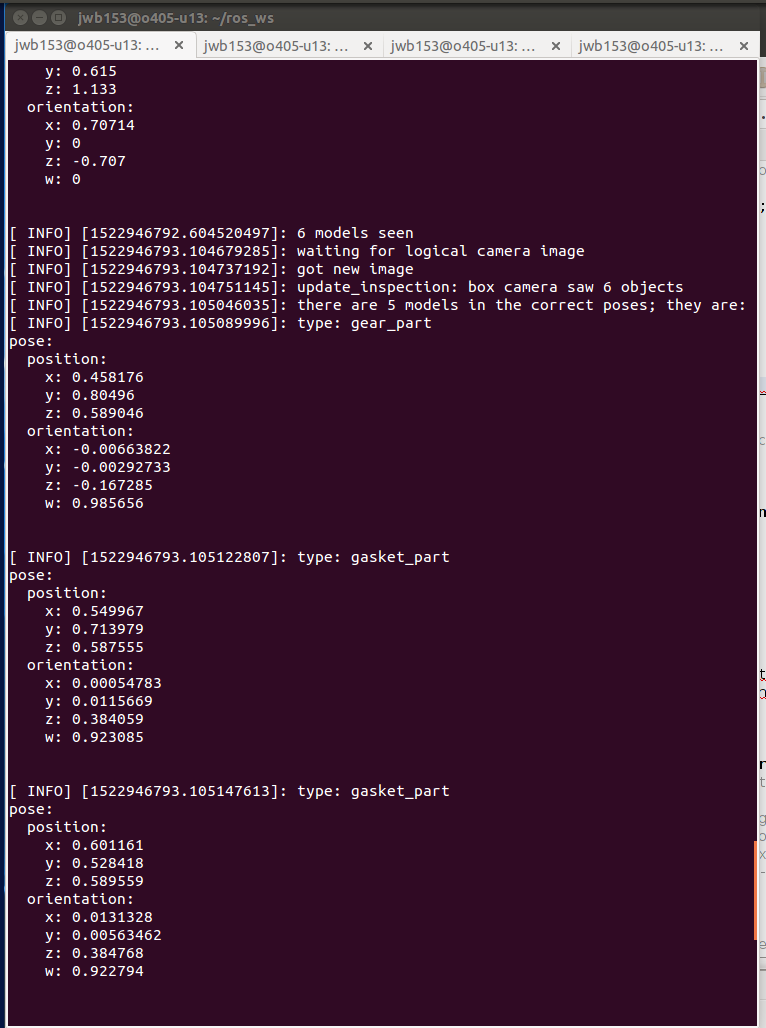 jwb153@o405-u13: ~/ros_ws
jwb153@o405-u13: ... × jwb153@o405-u13: ... × jwb153@o405-u13: ... × jwb153@o405-u13: ... ×
y: 0.615
z: 1.133
orientation:
x: 0.70714
y: 0
z: -0.707
w: 0
[ INFO] [1522946792.604520497]: 6 models seen
[ INFO] [1522946793.104679285]: waiting for logical camera image
[ INFO] [1522946793.104737192]: got new image
[ INFO] [1522946793.104751145]: update_inspection: box camera saw 6 objects
[ INFO] [1522946793.105046035]: there are 5 models in the correct poses; they are:
[ INFO] [1522946793.105089996]: type: gear_part
pose:
position:
x: 0.458176
y: 0.80496
z: 0.589046
orientation:
x: -0.00663822
y: -0.00292733
z: -0.167285
w: 0.985656
[ INFO] [1522946793.105122807]: type: gasket_part
pose:
position:
x: 0.549967
y: 0.713979
z: 0.587555
orientation:
x: 0.00054783
y: 0.0115669
z: 0.384059
w: 0.923085
[ INFO] [1522946793.105147613]: type: gasket_part
pose:
position:
x: 0.601161
y: 0.528418
z: 0.589559
orientation:
x: 0.0131328
y: 0.00563462
z: 0.384768
w: 0.922794